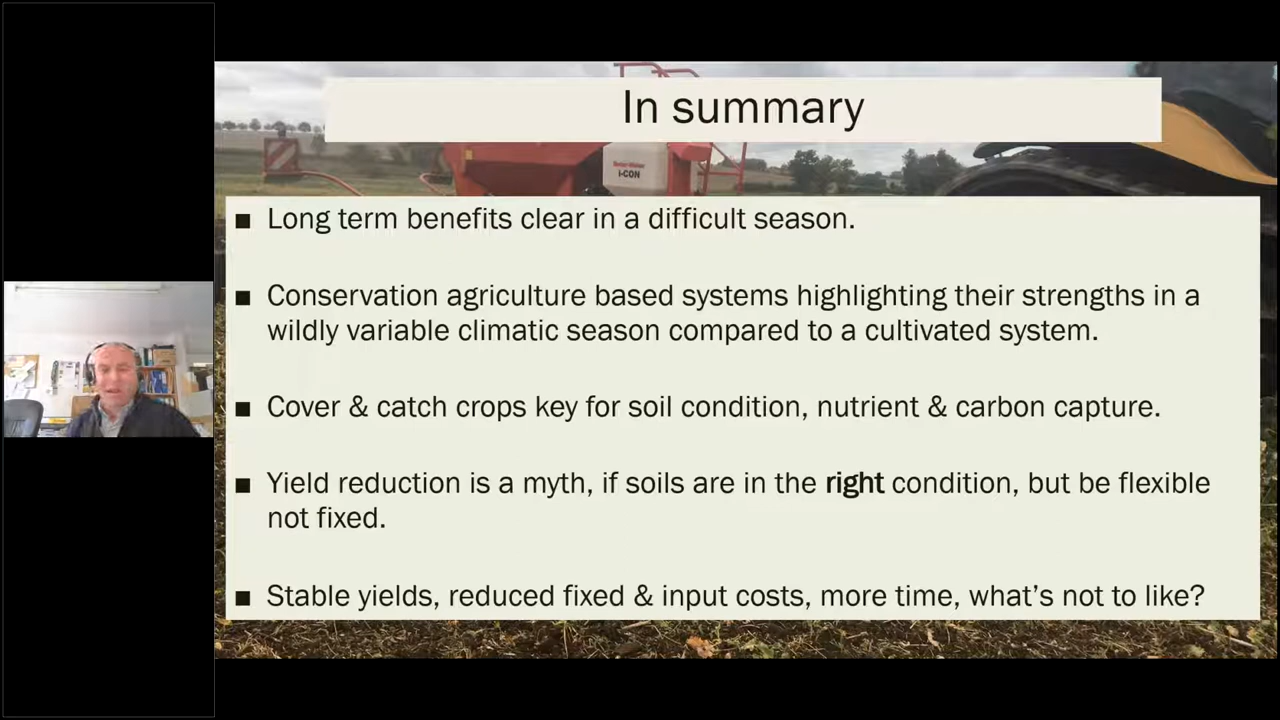 In summary
i-CON
■ Long term benefits clear in a difficult season.
■ Conservation agriculture based systems highlighting their strengths in a
wildly variable climatic season compared to a cultivated system.
■ Cover & catch crops key for soil condition, nutrient & carbon capture.
■ Yield reduction is a myth, if soils are in the right condition, but be flexible
not fixed.
■ Stable yields, reduced fixed & input costs, more time, what's not to like?